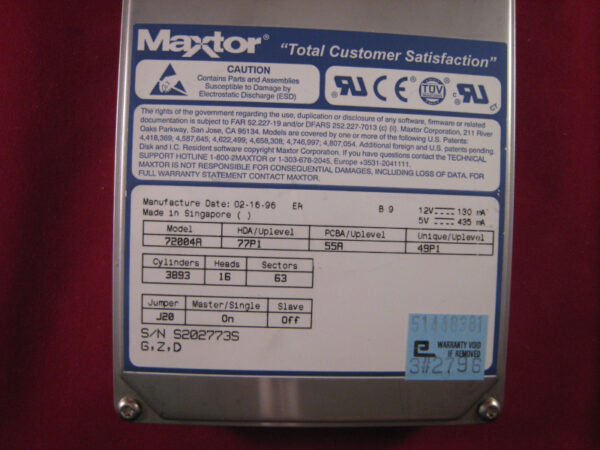 Maxtor® "Total Customer Satisfaction"
CAUTION
Contains Parts and Assemblies
Susceptible to Damage by
Electrostatic Discharge (ESD)
UL CE TÜV UL
The rights of the government regarding the use, duplication or disclosure of any software, firmware or related
documentation is subject to FAR 52.227-19 and/or DFARS 252.227-7013 (c) (ii). Maxtor Corporation, 211 River
Oaks Parkway, San Jose, CA 95134. Models are covered by one or more of the following U.S. Patents:
4,418,369; 4,587,645; 4,622,499; 4,658,308; 4,746,997; 4,807,054. Additional foreign and U.S. patents pending.
Disk and I.C. Resident software copyright Maxtor Corporation. If you have questions contact the TECHNICAL
SUPPORT HOTLINE 1-800-2MAXTOR or 1-303-678-2045, Europe +3531-2041111.
MAXTOR IS NOT RESPONSIBLE FOR CONSEQUENTIAL DAMAGES, INCLUDING LOSS OF DATA, FOR
FULL WARRANTY STATEMENT CONTACT MAXTOR.
Manufacture Date: 02-16-96 ER B 9 12V 130 mA
Made in Singapore ( ) 5V 435 mA
Model HDA/Uplevel PCBA/Uplevel Unique/Uplevel
72004A 77P1 55A 49P1
Cylinders Heads Sectors
3893 16 63
Jumper Master/Single Slave
J20 On Off
S/N S202773S
G,Z,D
51448381
WARRANTY VOID
IF REMOVED